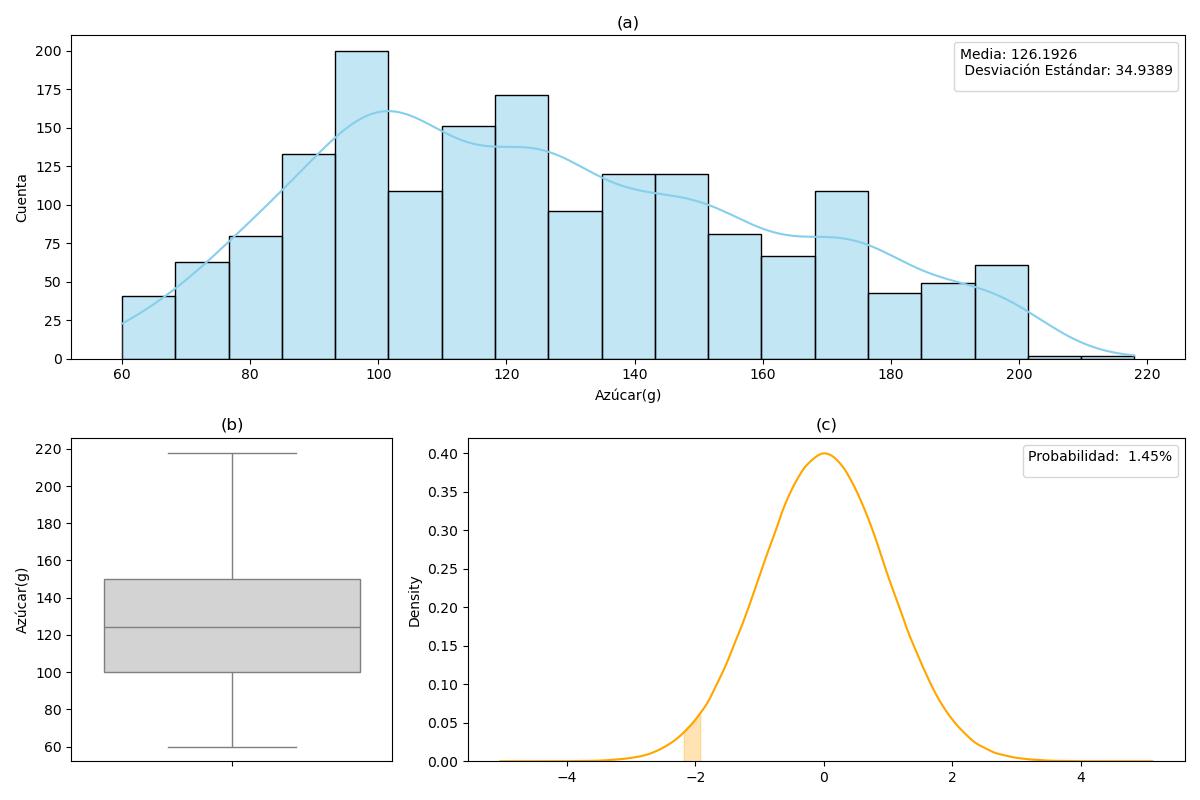 (a)
Media: 126.1926
Desviación Estándar: 34.9389
Cuenta
200
175
150
125
100
75
50
25
0
60 80 100 120 140 160 180 200 220
Azúcar(g)
(b)
Azúcar(g)
220
200
180
160
140
120
100
80
60
(c)
Probabilidad: 1.45%
Density
0.40
0.35
0.30
0.25
0.20
0.15
0.10
0.05
0.00
−4 −2 0 2 4